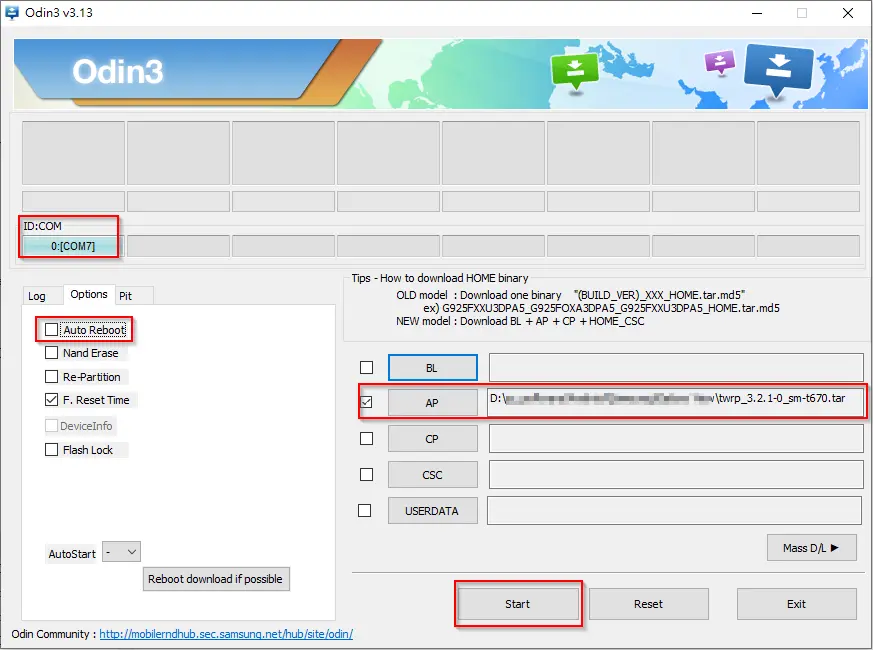 Odin3 v3.13
Odin3
ID:COM
0:[COM7]
Log
Options
Pit
Auto Reboot
Nand Erase
Re-Partition
F. Reset Time
DeviceInfo
Flash Lock
AutoStart
-
Reboot download if possible
Tips - How to download HOME binary
OLD model : Download one binary "(BUILD_VER)_XXX_HOME.tar.md5"
ex) G925FXXU3DPA5_G925FOXA3DPA5_G925FXXU3DPA5_HOME.tar.md5
NEW model : Download BL + AP + CP + HOME_CSC
BL
AP D:\ \twrp_3.2.1-0_sm-t670.tar
CP
CSC
USERDATA
Mass D/L ►
Start
Reset
Exit
Odin Community : http://mobilerndhub.sec.samsung.net/hub/site/odin/